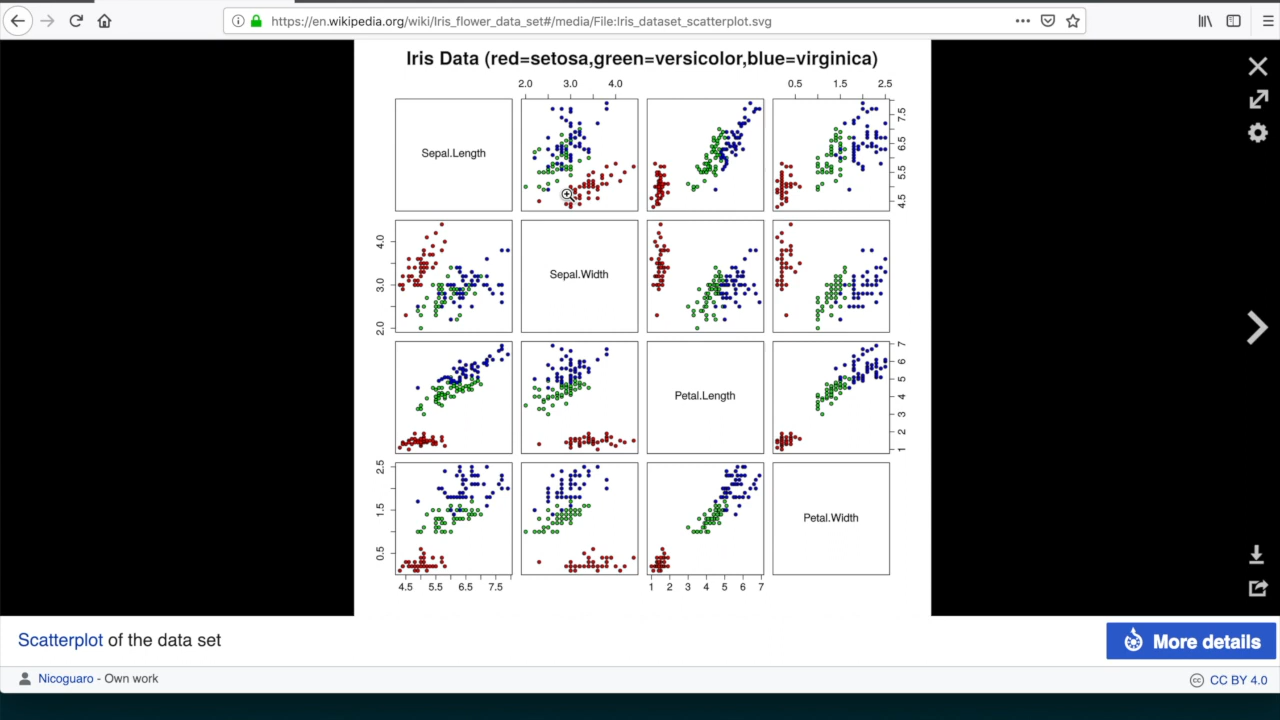 https://en.wikipedia.org/wiki/Iris_flower_data_set#/media/File:Iris_dataset_scatterplot.svg
Iris Data (red=setosa,green=versicolor,blue=virginica)
2.0 3.0 4.0
0.5 1.5 2.5
Sepal.Length
4.5 5.5 6.5 7.5
2.0 3.0 4.0
Sepal.Width
Petal.Length
1 2 3 4 5 6 7
0.5 1.5 2.5
Petal.Width
4.5 5.5 6.5 7.5
1 2 3 4 5 6 7
Scatterplot of the data set
More details
Nicoguaro - Own work
cc CC BY 4.0